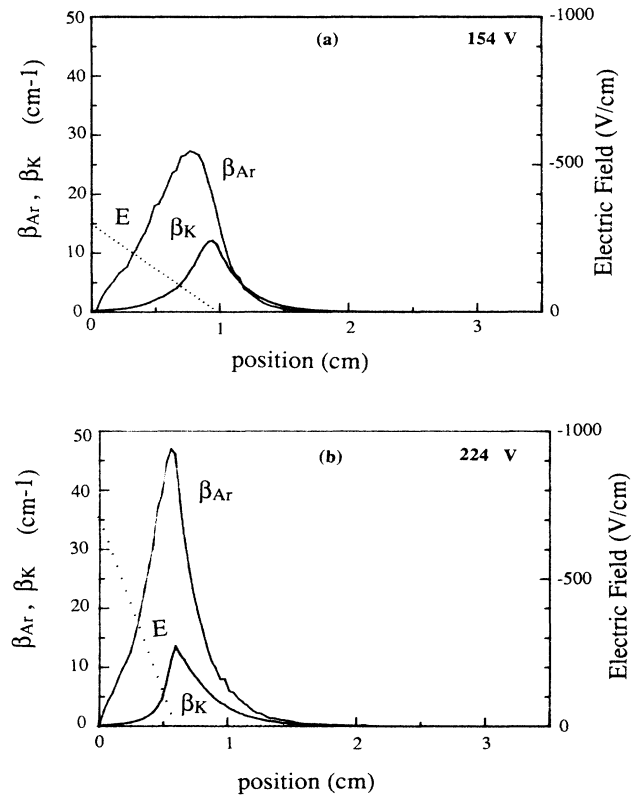 (a) 154 V
50
40
30
20
10
0
βAr , βK (cm-1)
βAr
E
βK
-1000
-500
0
Electric Field (V/cm)
0 1 2 3
position (cm)
(b) 224 V
50
40
30
20
10
0
βAr , βK (cm-1)
βAr
E
βK
-1000
-500
0
Electric Field (V/cm)
0 1 2 3
position (cm)